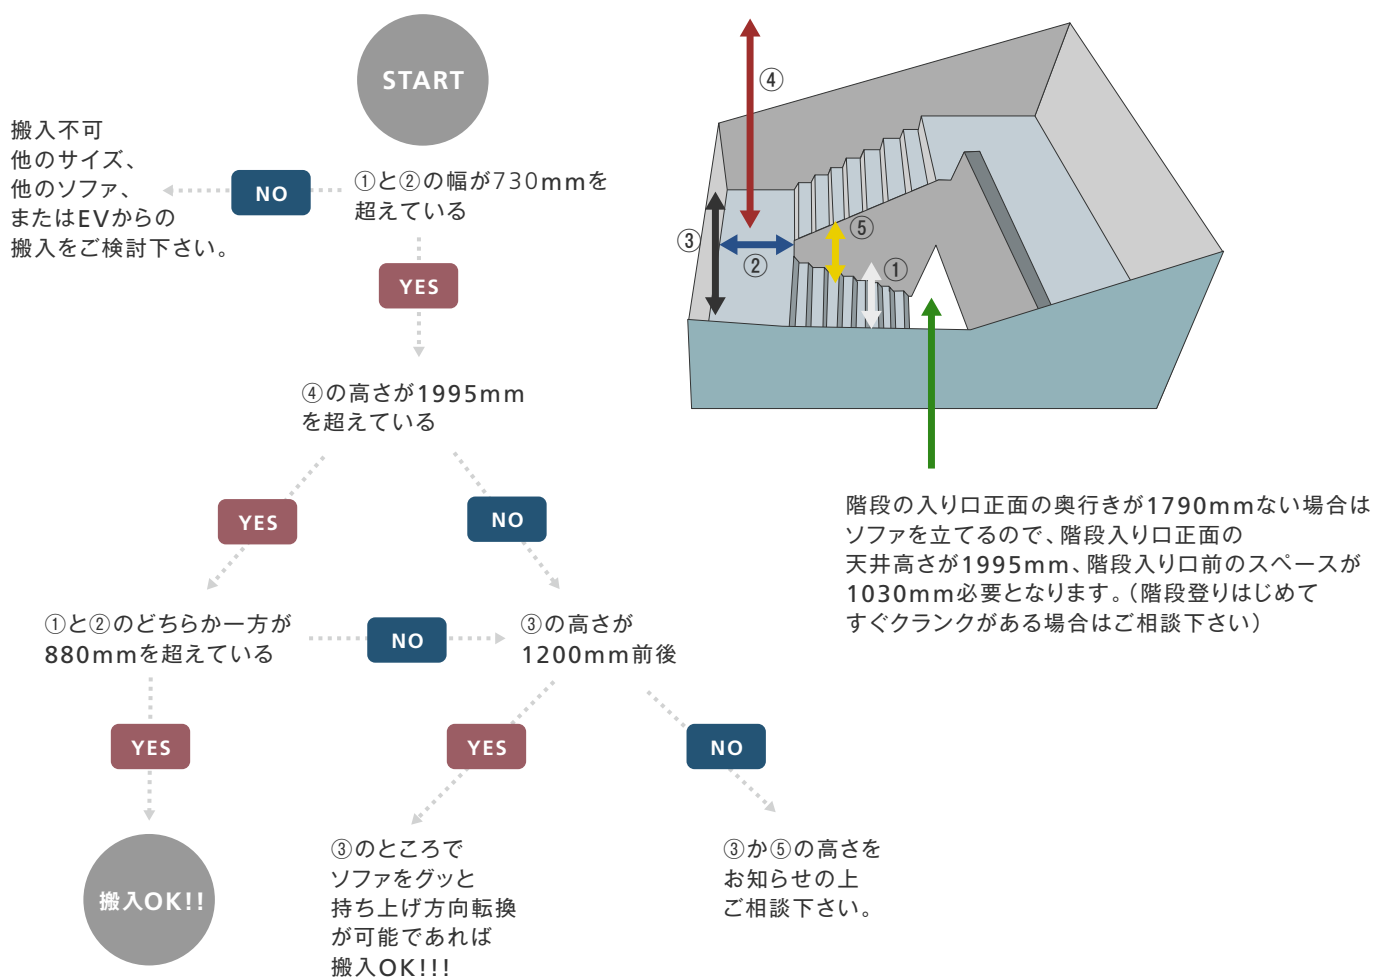 START
搬入不可
他のサイズ、
他のソファ、
またはEVからの
搬入をご検討下さい。
NO
①と②の幅が730mmを
超えている
YES
④の高さが1995mm
を超えている
YES
NO
①と②のどちらか一方が
880mmを超えている
NO
③の高さが
1200mm前後
YES
YES
NO
搬入OK!!
③のところで
ソファをグッと
持ち上げ方向転換
が可能であれば
搬入OK!!!
③か⑤の高さを
お知らせの上
ご相談下さい。
④
③
②
⑤
①
階段の入り口正面の奥行きが1790mmない場合は
ソファを立てるので、階段入り口正面の
天井高さが1995mm、階段入り口前のスペースが
1030mm必要となります。（階段登りはじめて
すぐクランクがある場合はご相談下さい）